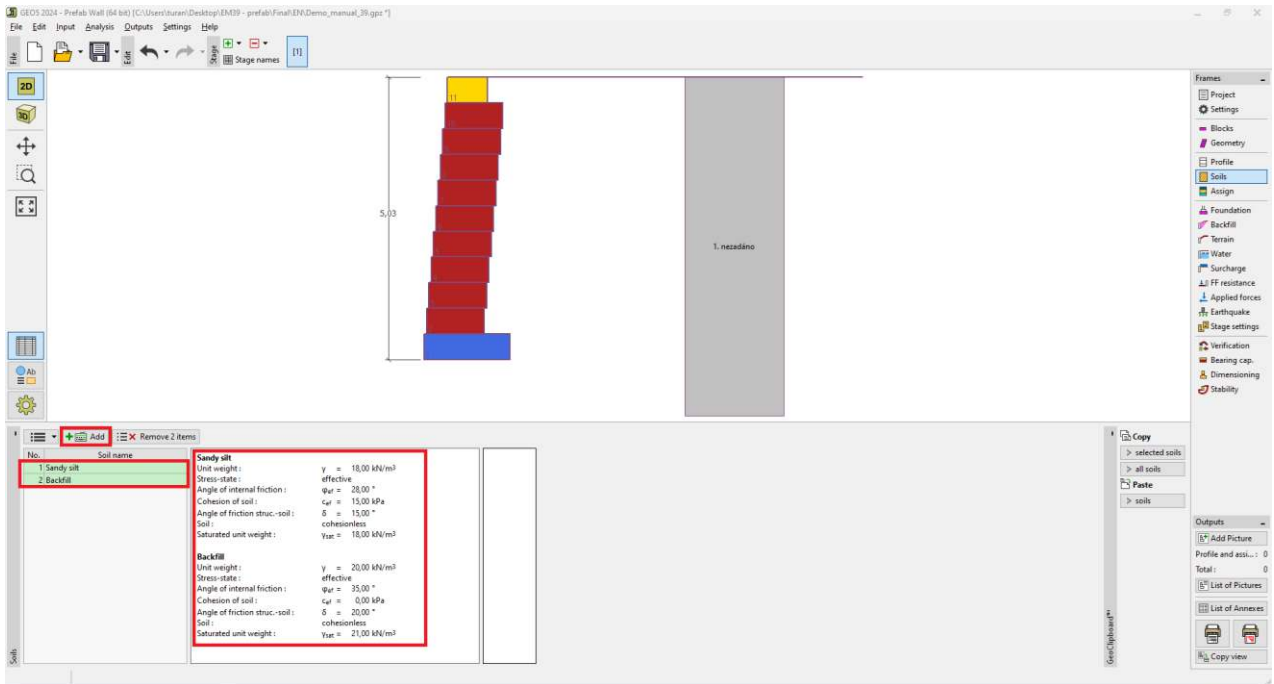 GEO5 2024 - Prefab Wall (64 bit) [C:\Users\turan\Desktop\EM39 - prefab\Final\EN\Demo_manual_39.gpz *]
File Edit Input Analysis Outputs Settings Help
File
Edit
Stage
Stage names
[1]
2D
3D
Frames
Project
Settings
Blocks
Geometry
Profile
Soils
Assign
Foundation
Backfill
Terrain
Water
Surcharge
FF resistance
Applied forces
Earthquake
Stage settings
Verification
Bearing cap.
Dimensioning
Stability
11
5,03
1. nezadáno
Ab
Add
Remove 2 items
No. Soil name
1 Sandy silt
2 Backfill
Sandy silt
Unit weight : γ = 18,00 kN/m³
Stress-state : effective
Angle of internal friction : φef = 28,00 °
Cohesion of soil : cef = 15,00 kPa
Angle of friction struc.-soil : δ = 15,00 °
Soil : cohesionless
Saturated unit weight : γsat = 18,00 kN/m³
Backfill
Unit weight : γ = 20,00 kN/m³
Stress-state : effective
Angle of internal friction : φef = 35,00 °
Cohesion of soil : cef = 0,00 kPa
Angle of friction struc.-soil : δ = 20,00 °
Soil : cohesionless
Saturated unit weight : γsat = 21,00 kN/m³
Soils
GeoClipboard™
Copy
> selected soils
> all soils
Paste
> soils
Outputs
Add Picture
Profile and assi... : 0
Total : 0
List of Pictures
List of Annexes
Copy view